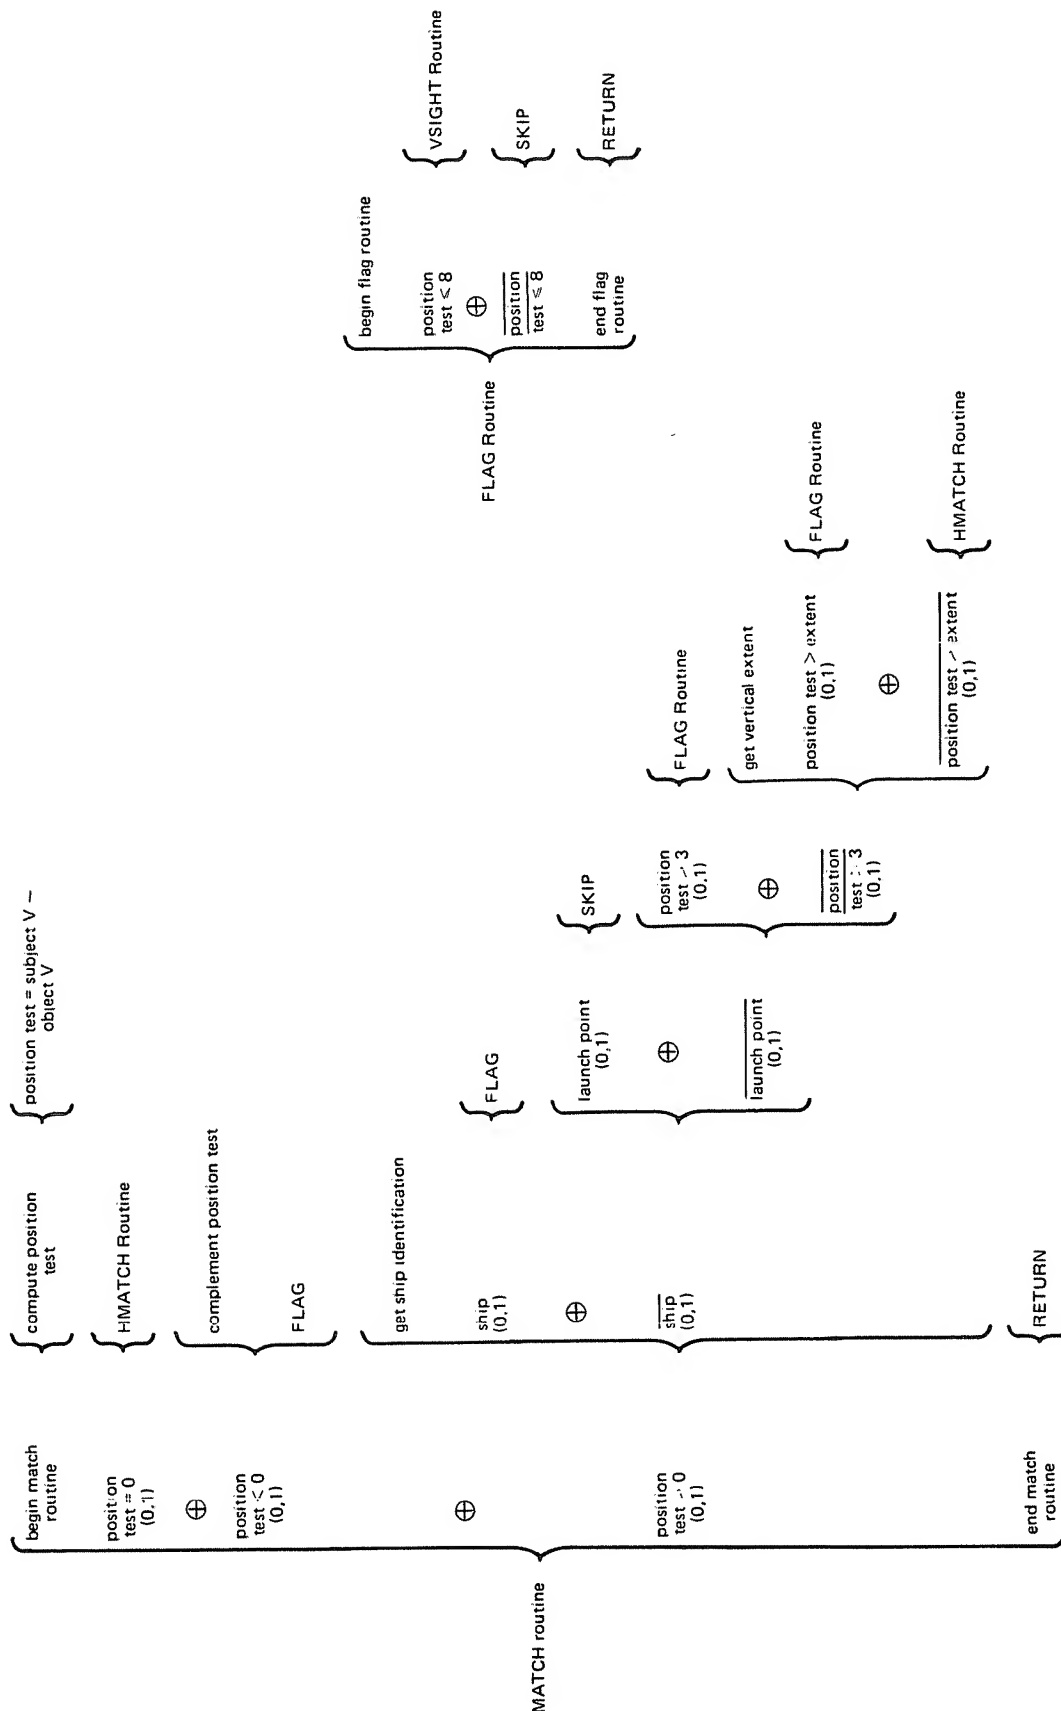 MATCH routine
begin match
routine
position
test = 0
(0,1)
⊕
position
test < 0
(0,1)
⊕
position
test > 0
(0,1)
end match
routine
compute position
test
HMATCH Routine
complement position test
FLAG
get ship identification
ship
(0,1)
⊕
ship
(0,1)
RETURN
position test = subject V –
object V
FLAG
launch point
(0,1)
⊕
launch point
(0,1)
SKIP
position
test > 3
(0,1)
⊕
position
test > 3
(0,1)
FLAG Routine
get vertical extent
position test > extent
(0,1)
⊕
position test > extent
(0,1)
FLAG Routine
HMATCH Routine
FLAG Routine
begin flag routine
position
test ⩽ 8
⊕
position
test ⩽ 8
end flag
routine
VSIGHT Routine
SKIP
RETURN